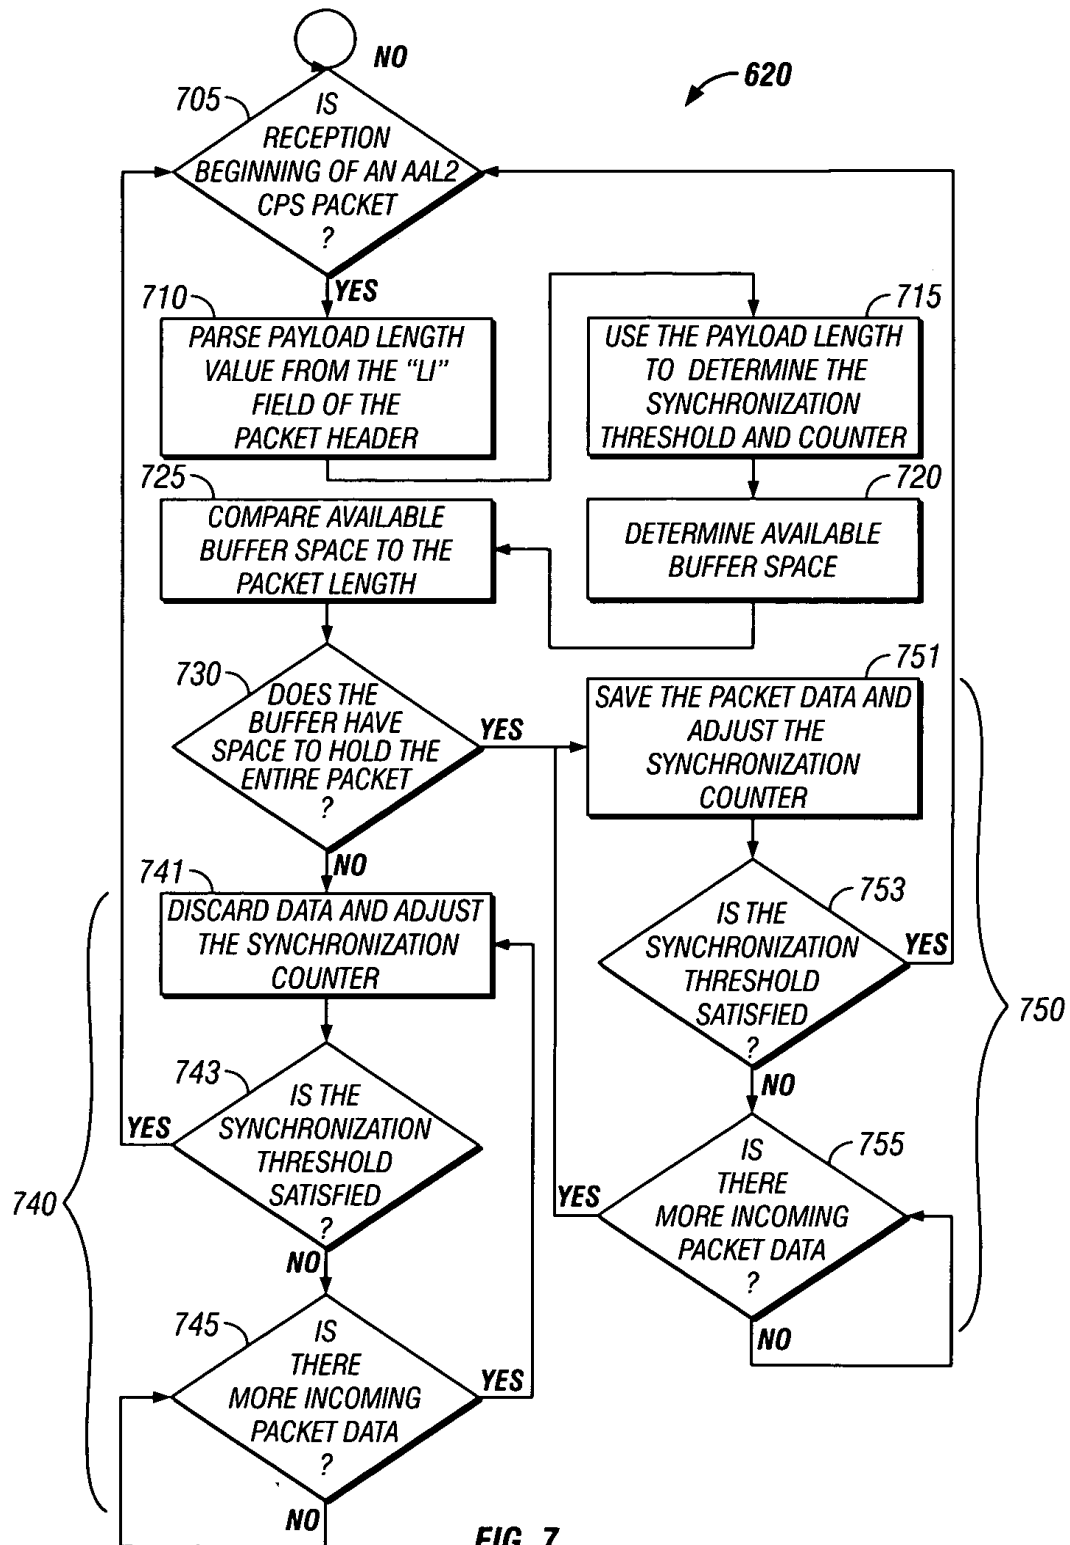 NO
620
705
IS
RECEPTION
BEGINNING OF AN AAL2
CPS PACKET
?
YES
710
PARSE PAYLOAD LENGTH
VALUE FROM THE "LI"
FIELD OF THE
PACKET HEADER
715
USE THE PAYLOAD LENGTH
TO DETERMINE THE
SYNCHRONIZATION
THRESHOLD AND COUNTER
725
COMPARE AVAILABLE
BUFFER SPACE TO THE
PACKET LENGTH
720
DETERMINE AVAILABLE
BUFFER SPACE
730
DOES THE
BUFFER HAVE
SPACE TO HOLD THE
ENTIRE PACKET
?
YES
NO
751
SAVE THE PACKET DATA AND
ADJUST THE
SYNCHRONIZATION
COUNTER
741
DISCARD DATA AND ADJUST
THE SYNCHRONIZATION
COUNTER
753
IS THE
SYNCHRONIZATION
THRESHOLD
SATISFIED
?
YES
NO
750
743
IS THE
SYNCHRONIZATION
THRESHOLD
SATISFIED
?
YES
NO
740
755
IS
THERE
MORE INCOMING
PACKET DATA
?
YES
NO
745
IS
THERE
MORE INCOMING
PACKET DATA
?
YES
NO
FIG. 7